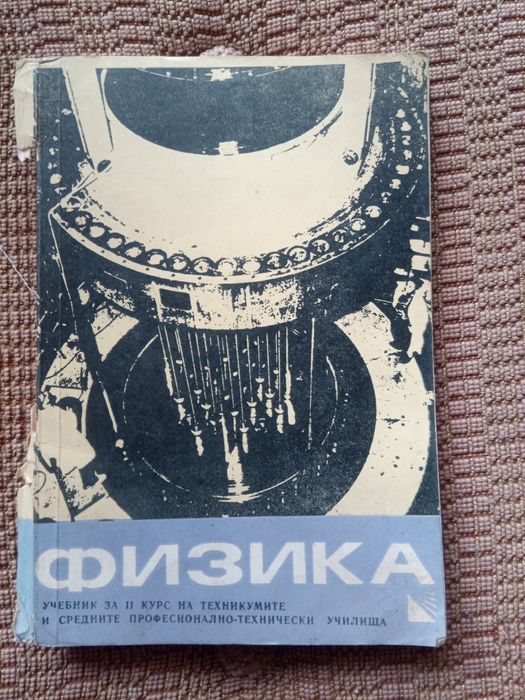 ФИЗИКА
УЧЕБНИК ЗА II КУРС НА ТЕХНИКУМИТЕ
И СРЕДНИТЕ ПРОФЕСИОНАЛНО-ТЕХНИЧЕСКИ УЧИЛИЩА